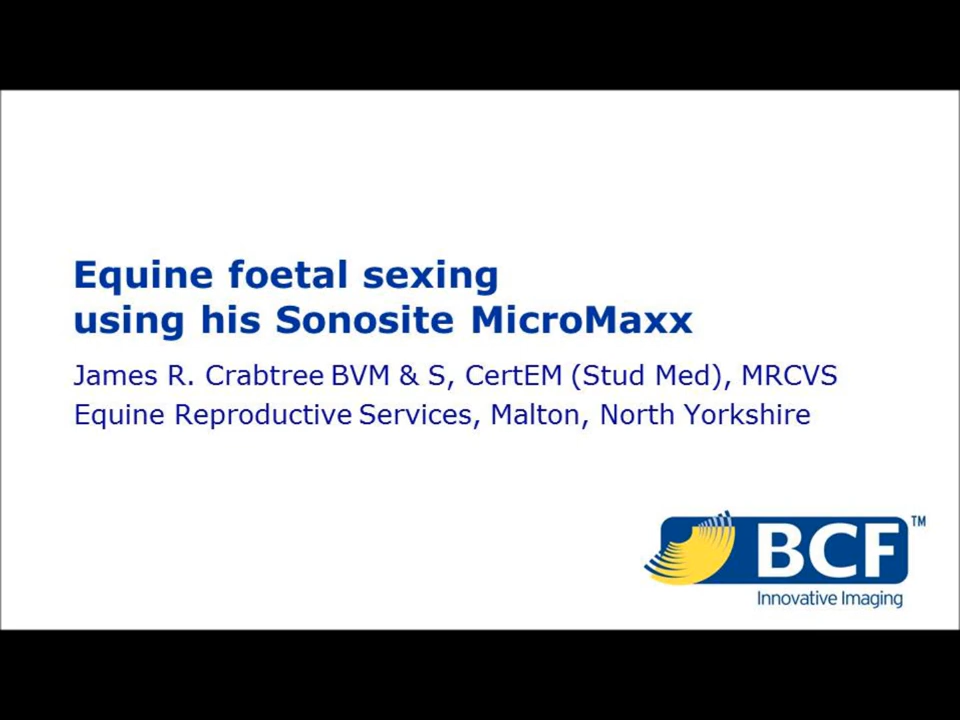 Equine foetal sexing
using his Sonosite MicroMaxx
James R. Crabtree BVM & S, CertEM (Stud Med), MRCVS
Equine Reproductive Services, Malton, North Yorkshire
BCF™
Innovative Imaging